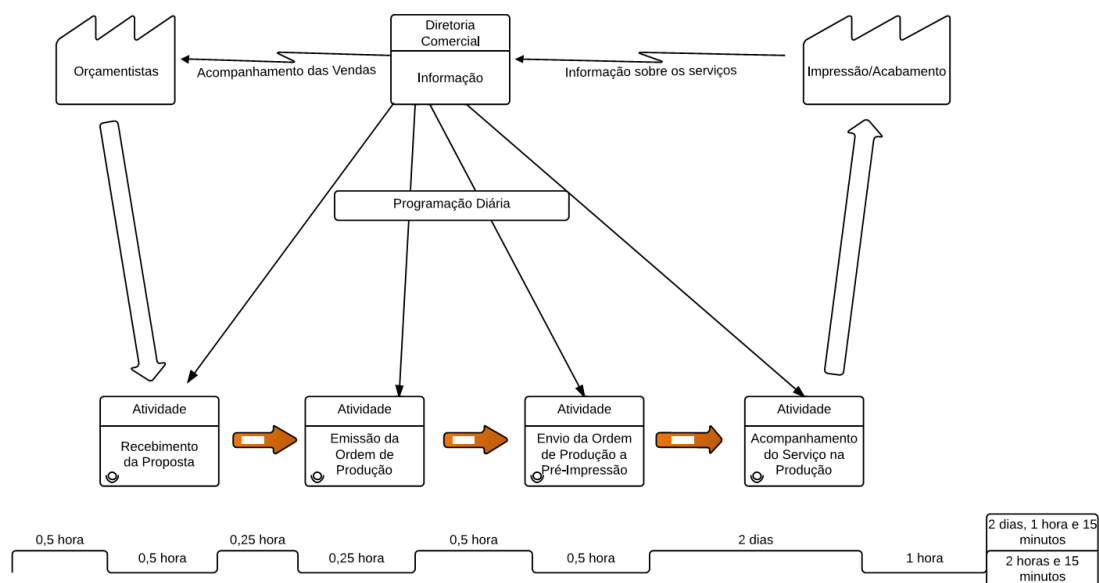 Diretoria
Comercial
Orçamentistas
Acompanhamento das Vendas
Informação
Informação sobre os serviços
Impressão/Acabamento
Programação Diária
Atividade
Recebimento
da Proposta
Atividade
Emissão da
Ordem de
Produção
Atividade
Envio da Ordem
de Produção a
Pré-Impressão
Atividade
Acompanhamento
do Serviço na
Produção
0,5 hora
0,5 hora
0,25 hora
0,25 hora
0,5 hora
0,5 hora
2 dias
1 hora
2 dias, 1 hora e 15
minutos
2 horas e 15
minutos